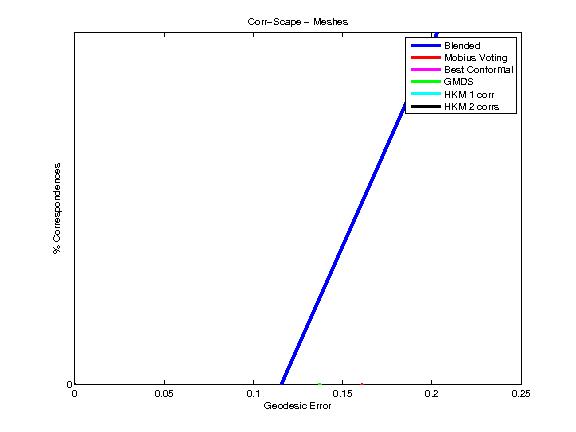 Corr-Scape - Meshes
Blended
Mobius Voting
Best Conformal
GMDS
HKM 1 corr
HKM 2 corrs
% Correspondences
0
0 0.05 0.1 0.15 0.2 0.25
Geodesic Error